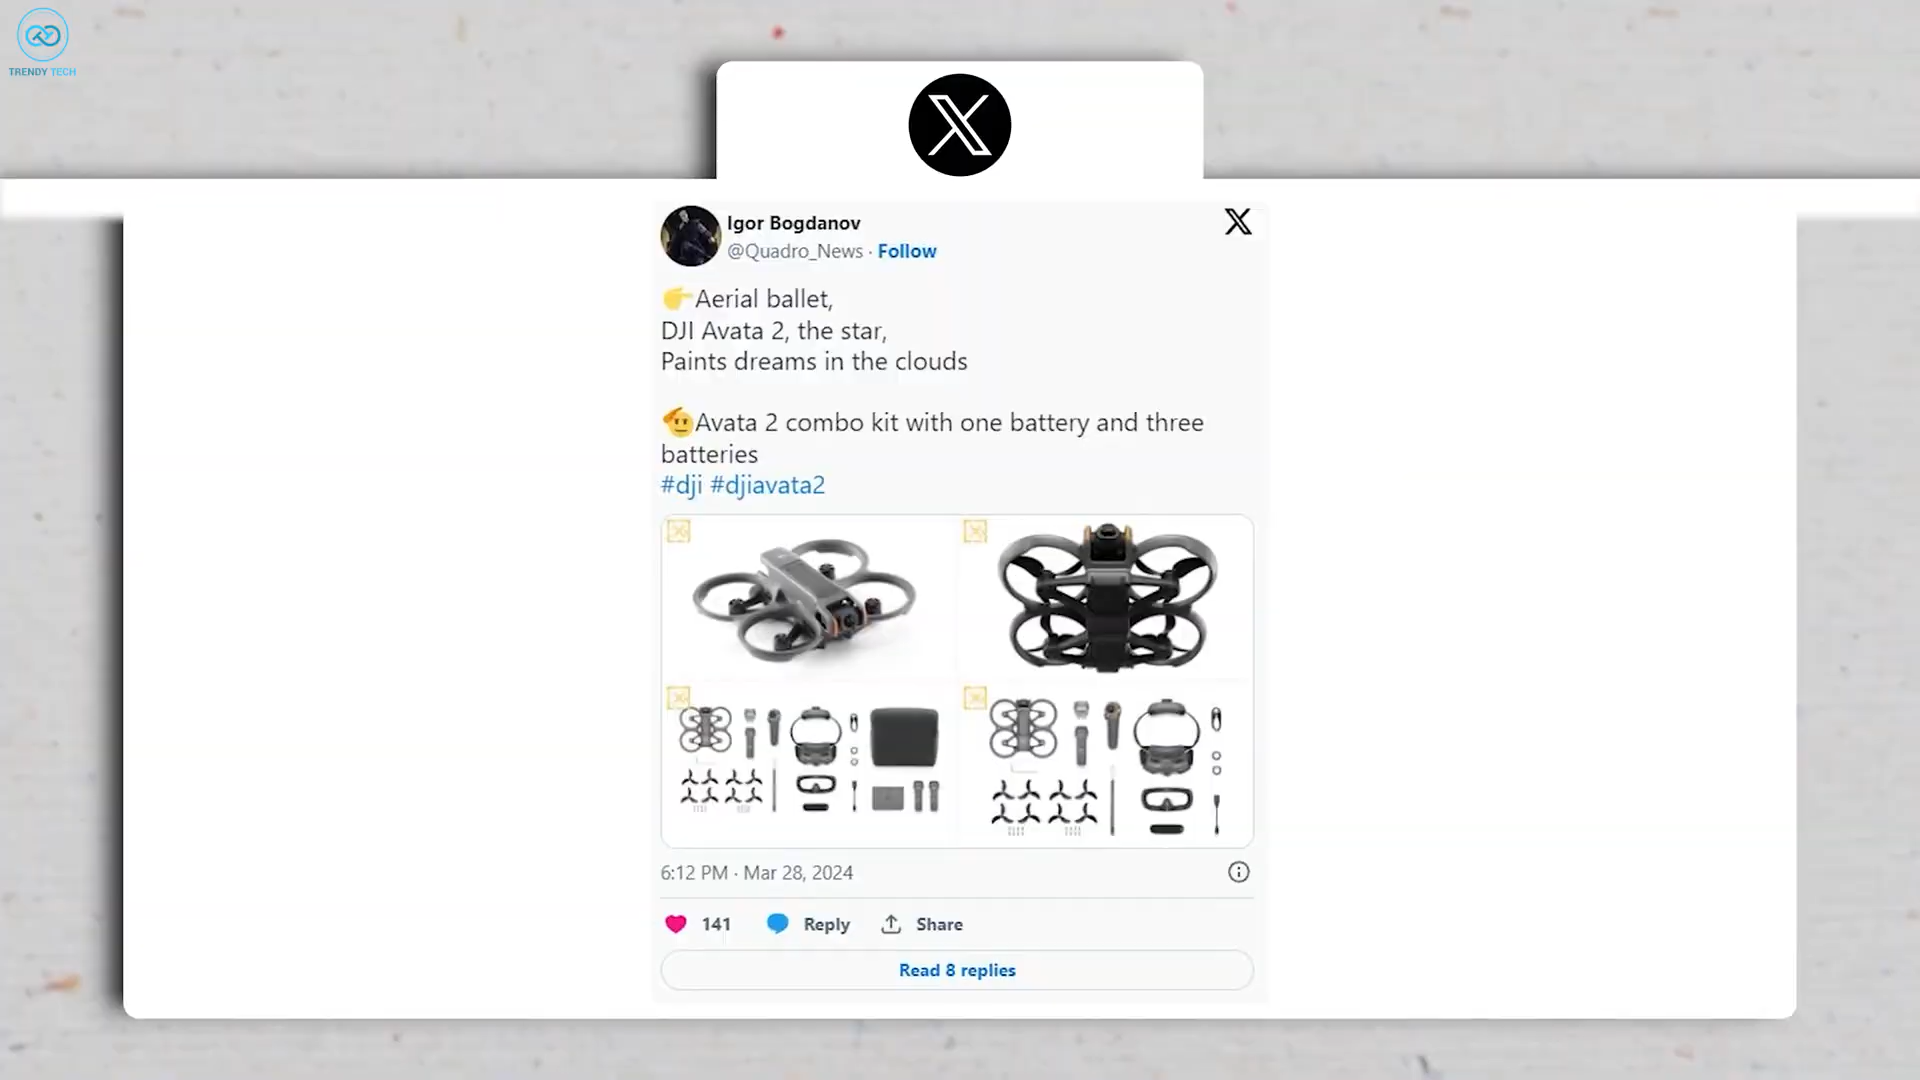 TRENDY TECH
Igor Bogdanov
@Quadro_News · Follow
👉Aerial ballet,
DJI Avata 2, the star,
Paints dreams in the clouds
🫡Avata 2 combo kit with one battery and three
batteries
#dji #djiavata2
6:12 PM · Mar 28, 2024
141 Reply Share
Read 8 replies